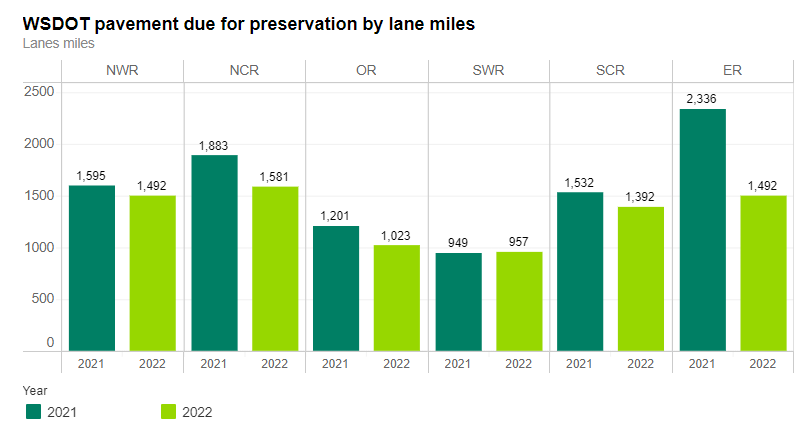 WSDOT pavement due for preservation by lane miles
Lanes miles
NWR NCR OR SWR SCR ER
2500
2000
1500
1000
500
0
1,595 1,492 1,883 1,581 1,201 1,023 949 957 1,532 1,392 2,336 1,492
2021 2022 2021 2022 2021 2022 2021 2022 2021 2022 2021 2022
Year
2021 2022